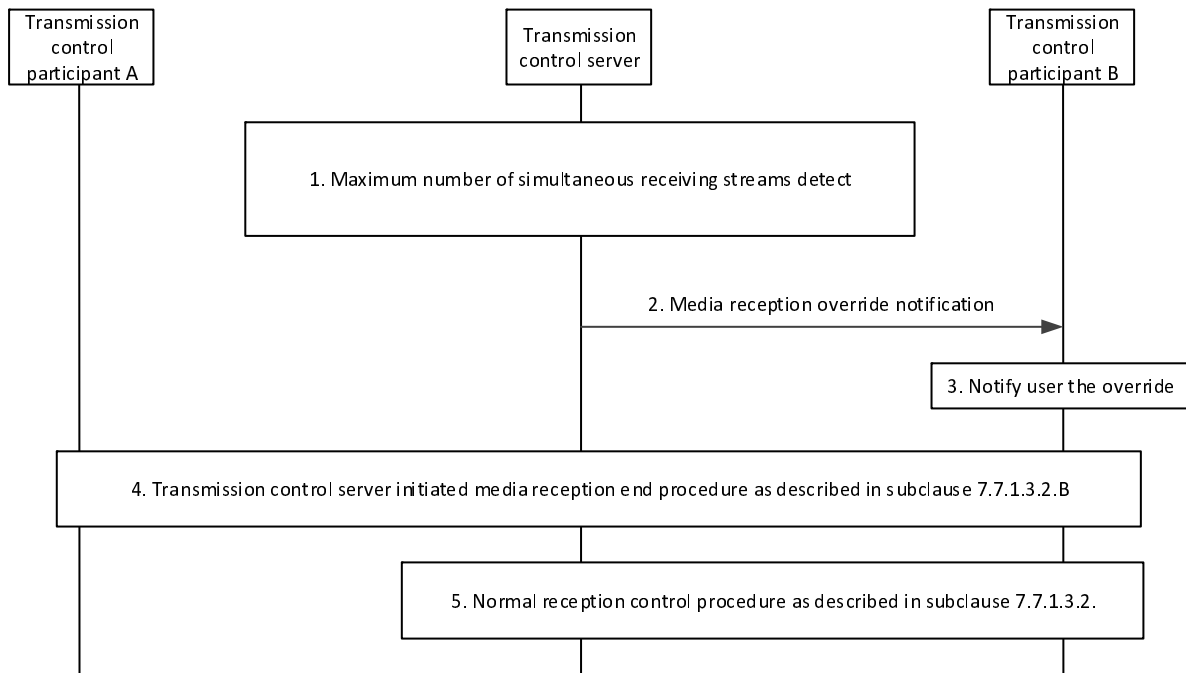 Transmission
control
participant A
Transmission
control server
Transmission
control
participant B
1. Maximum number of simultaneous receiving streams detect
2. Media reception override notification
3. Notify user the override
4. Transmission control server initiated media reception end procedure as described in subclause 7.7.1.3.2.B
5. Normal reception control procedure as described in subclause 7.7.1.3.2.